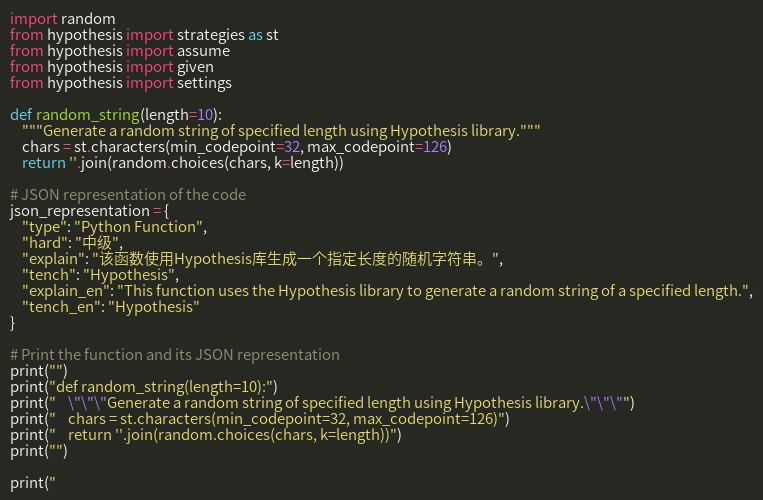 import random
from hypothesis import strategies as st
from hypothesis import assume
from hypothesis import given
from hypothesis import settings

def random_string(length=10):
    """Generate a random string of specified length using Hypothesis library."""
    chars = st.characters(min_codepoint=32, max_codepoint=126)
    return ''.join(random.choices(chars, k=length))

# JSON representation of the code
json_representation = {
    "type": "Python Function",
    "hard": "中级",
    "explain": "该函数使用Hypothesis库生成一个指定长度的随机字符串。",
    "tench": "Hypothesis",
    "explain_en": "This function uses the Hypothesis library to generate a random string of a specified length.",
    "tench_en": "Hypothesis"
}

# Print the function and its JSON representation
print("")
print("def random_string(length=10):")
print("    \"\"\"Generate a random string of specified length using Hypothesis library.\"\"\"")
print("    chars = st.characters(min_codepoint=32, max_codepoint=126)")
print("    return ''.join(random.choices(chars, k=length))")
print("")

print("